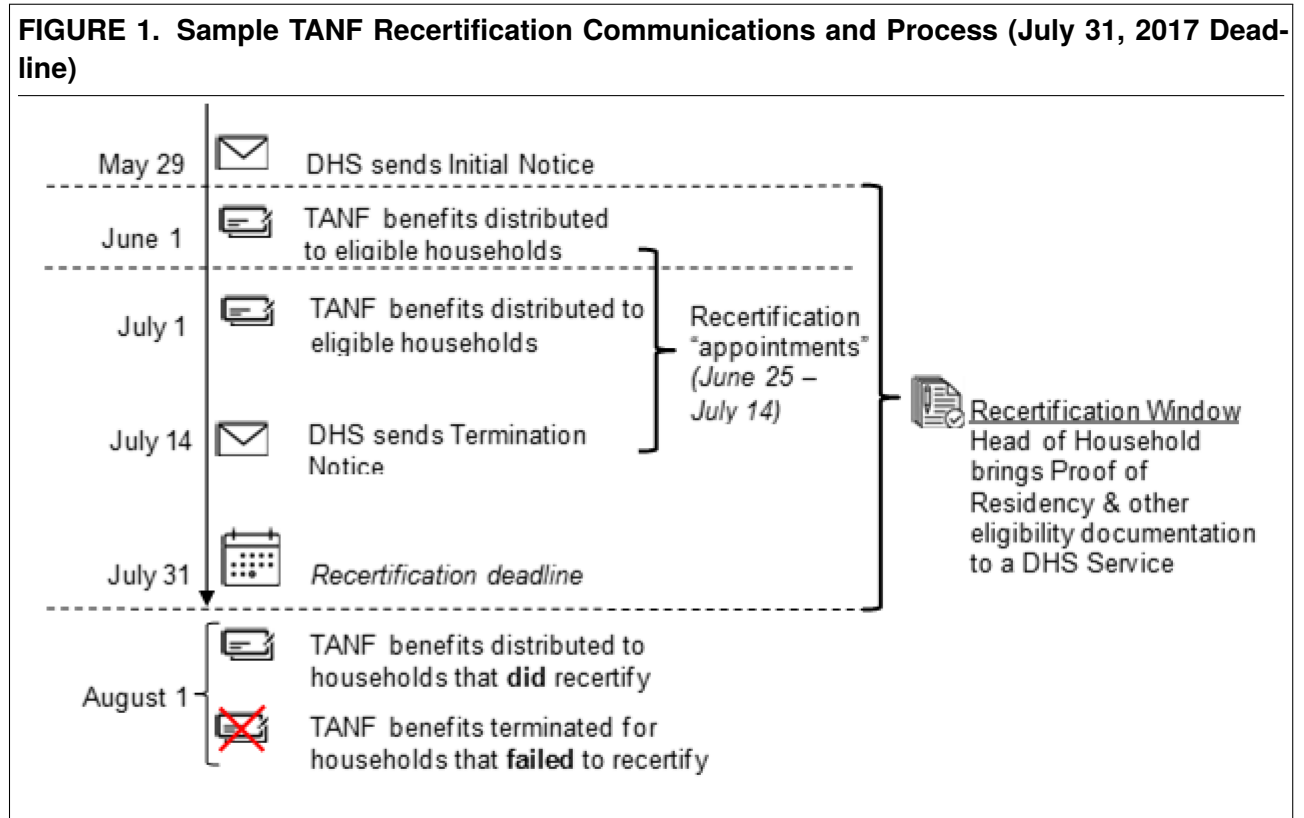 FIGURE 1. Sample TANF Recertification Communications and Process (July 31, 2017 Dead-
line)
May 29
DHS sends Initial Notice
June 1
TANF benefits distributed
to eligible households
July 1
TANF benefits distributed to
eligible households
Recertification
“appointments”
(June 25 –
July 14)
July 14
DHS sends Termination
Notice
Recertification Window
Head of Household
brings Proof of
Residency & other
eligibility documentation
to a DHS Service
July 31
Recertification deadline
August 1
TANF benefits distributed to
households that did recertify
TANF benefits terminated for
households that failed to recertify